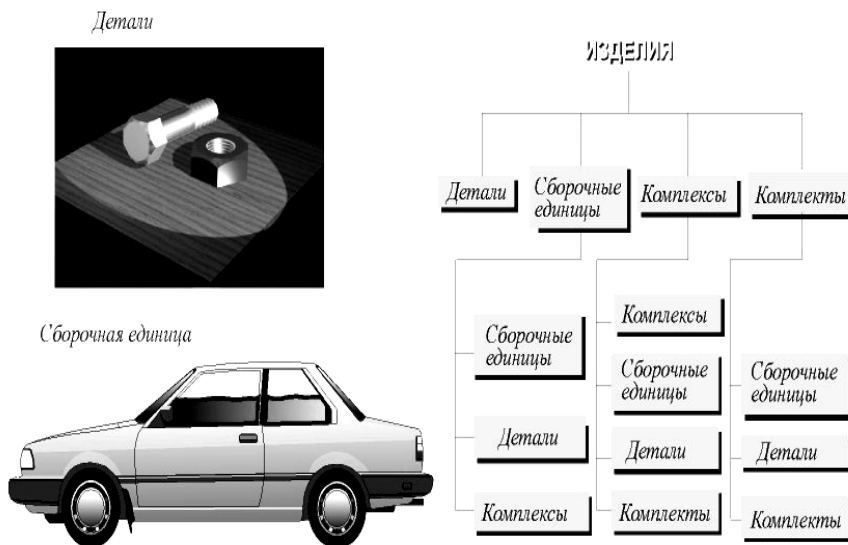 Детали
Сборочная единица
ИЗДЕЛИЯ
Детали
Сборочные
единицы
Комплексы
Комплекты
Сборочные
единицы
Детали
Комплексы
Комплексы
Сборочные
единицы
Детали
Комплекты
Сборочные
единицы
Детали
Комплекты